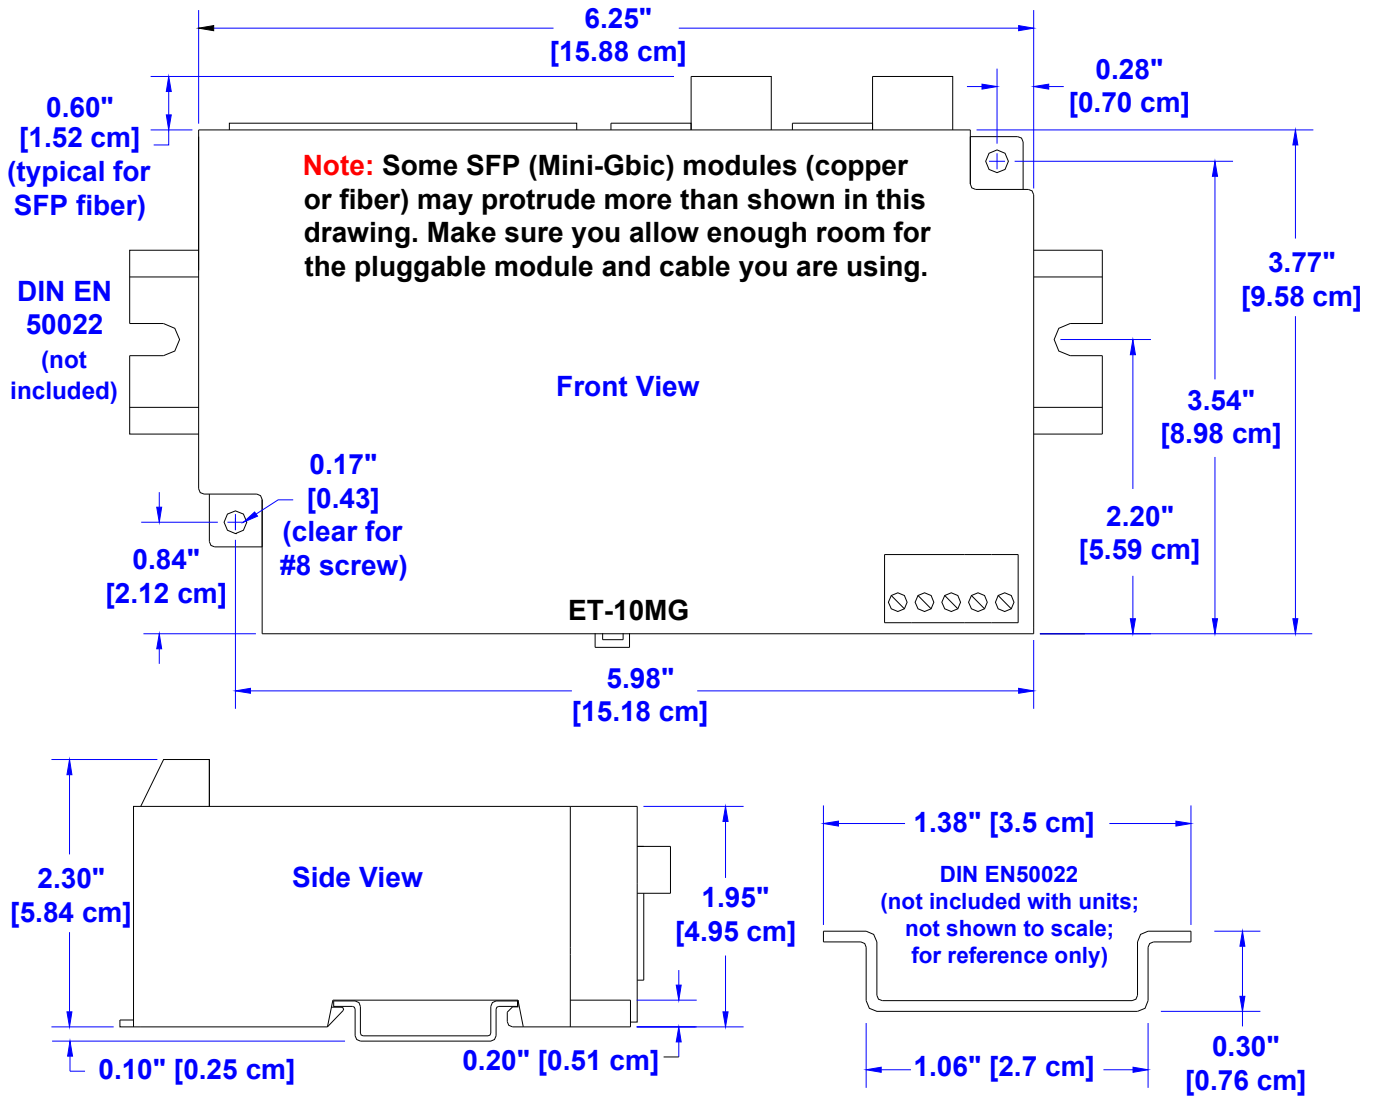 6.25"
[15.88 cm]
0.28"
[0.70 cm]
0.60"
[1.52 cm]
(typical for
SFP fiber)
Note: Some SFP (Mini-Gbic) modules (copper
or fiber) may protrude more than shown in this
drawing. Make sure you allow enough room for
the pluggable module and cable you are using.
3.77"
[9.58 cm]
DIN EN
50022
(not
included)
Front View
3.54"
[8.98 cm]
0.17"
[0.43]
(clear for
#8 screw)
2.20"
[5.59 cm]
0.84"
[2.12 cm]
ET-10MG
5.98"
[15.18 cm]
2.30"
[5.84 cm]
Side View
1.95"
[4.95 cm]
0.10" [0.25 cm]
0.20" [0.51 cm]
1.38" [3.5 cm]
DIN EN50022
(not included with units;
not shown to scale;
for reference only)
1.06" [2.7 cm]
0.30"
[0.76 cm]